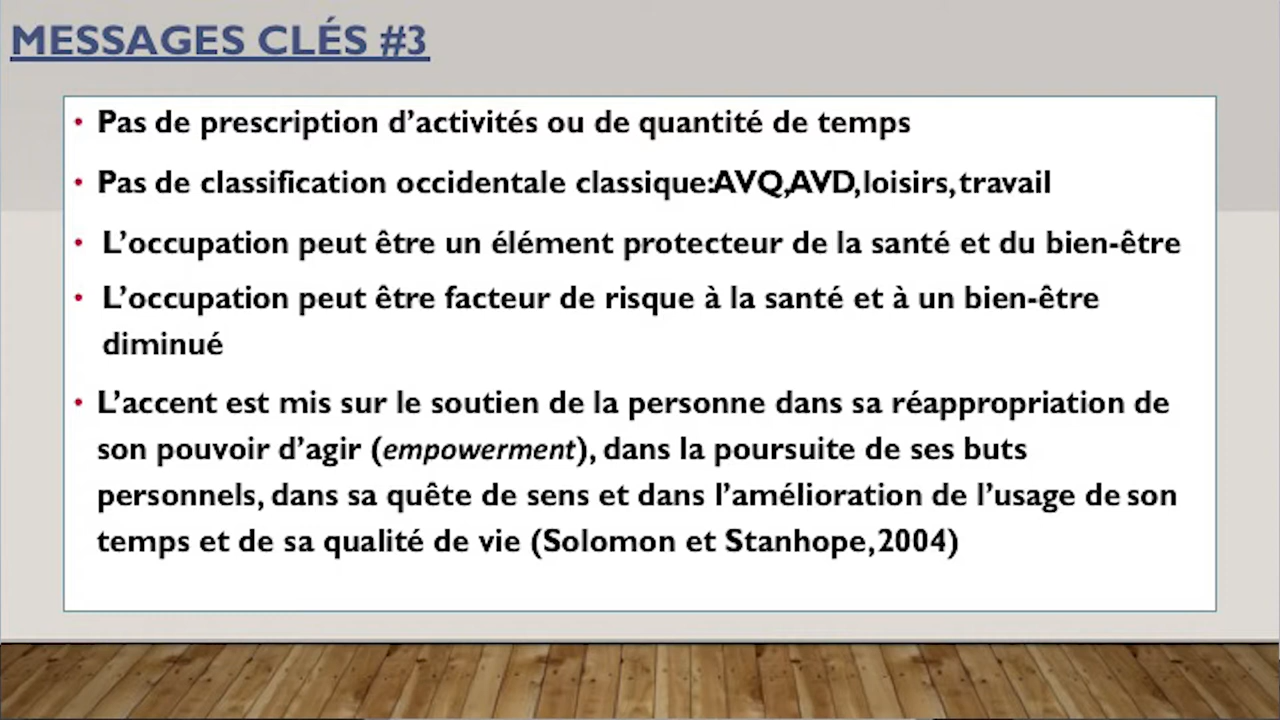 MESSAGES CLÉS #3
• Pas de prescription d’activités ou de quantité de temps
• Pas de classification occidentale classique:AVQ,AVD,loisirs,travail
• L’occupation peut être un élément protecteur de la santé et du bien-être
• L’occupation peut être facteur de risque à la santé et à un bien-être
diminué
• L’accent est mis sur le soutien de la personne dans sa réappropriation de
son pouvoir d’agir (empowerment), dans la poursuite de ses buts
personnels, dans sa quête de sens et dans l’amélioration de l’usage de son
temps et de sa qualité de vie (Solomon et Stanhope,2004)